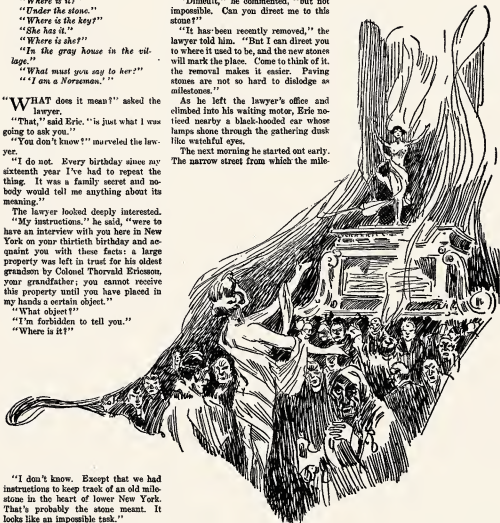 "Where is it?"
"Under the stone."
"Where is the key?"
"She has it."
"Where is she?"
"In the gray house in the vil-
lage."
"What must you say to her?"
"'I am a Norseman.'"
"WHAT does it mean?" asked the
lawyer.
"That," said Eric. "is just what I was
going to ask you."
"You don't know?" marveled the law-
yer.
"I do not. Every birthday since my
sixteenth year I've had to repeat the
thing. It was a family secret and no-
body would tell me anything about its
meaning."
The lawyer looked deeply interested.
"My instructions." he said, "were to
have an interview with you here in New
York on your thirtieth birthday and ac-
quaint you with these facts: a large
property was left in trust for his oldest
grandson by Colonel Thorvald Ericsson,
your grandfather; you cannot receive
this property until you have placed in
my hands a certain object."
"What object?"
"I'm forbidden to tell you."
"Where is it?"
"I don't know. Except that we had
instructions to keep track of an old mile-
stone in the heart of lower New York.
That's probably the stone meant. It
looks like an impossible task."
"Difficult," he commented, "but not
impossible. Can you direct me to this
stone?"
"It has been recently removed," the
lawyer told him. "But I can direct you
to where it used to be, and the new stones
will mark the place. Come to think of it.
the removal makes it easier. Paving
stones are not so hard to dislodge as
milestones."
As he left the lawyer's office and
climbed into his waiting motor, Eric no-
ticed nearby a black-hooded car whose
lamps shone through the gathering dusk
like watchful eyes.
The next morning he started out early.
The narrow street from which the mile-